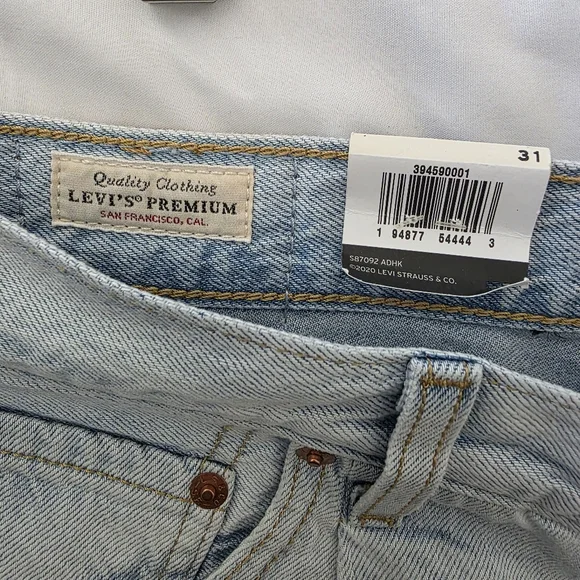 Quality Clothing
LEVI'S® PREMIUM
SAN FRANCISCO, CAL.
31
394590001
1 94877 54444 3
S87092 ADHK
©2020 LEVI STRAUSS & CO.